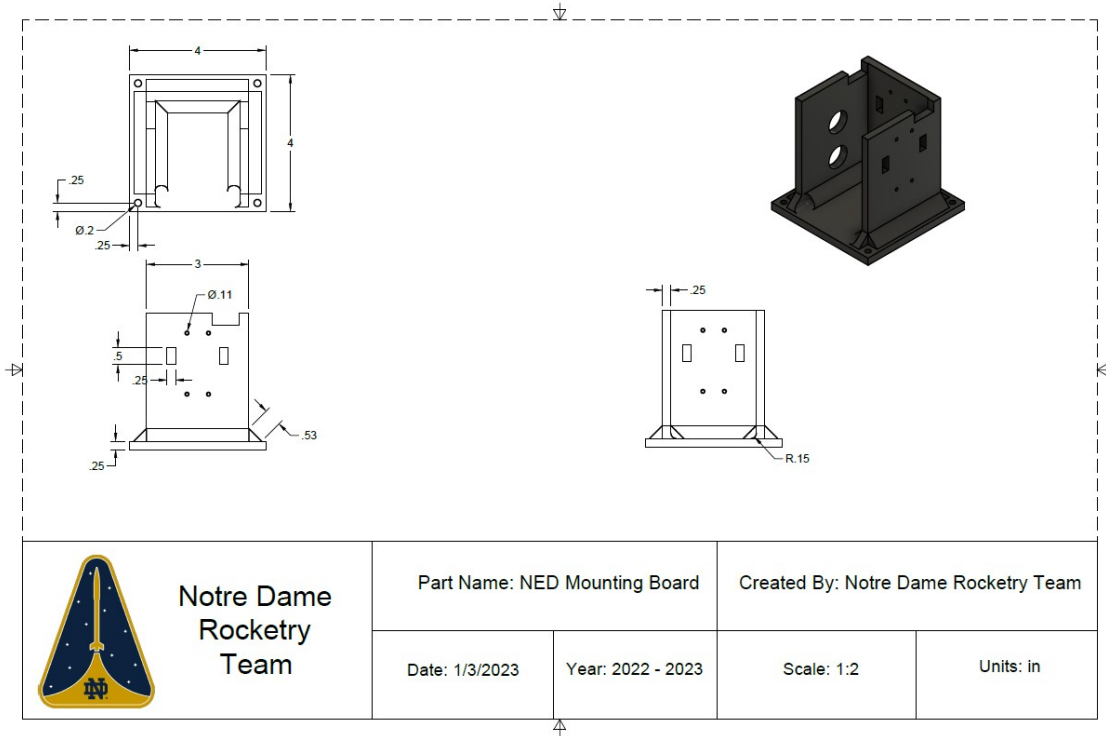 4
4
.25
Ø.2
.25
3
Ø.11
.5
.25
.53
.25
.25
R.15
Notre Dame
Rocketry
Team
ND
Part Name: NED Mounting Board
Created By: Notre Dame Rocketry Team
Date: 1/3/2023
Year: 2022 - 2023
Scale: 1:2
Units: in